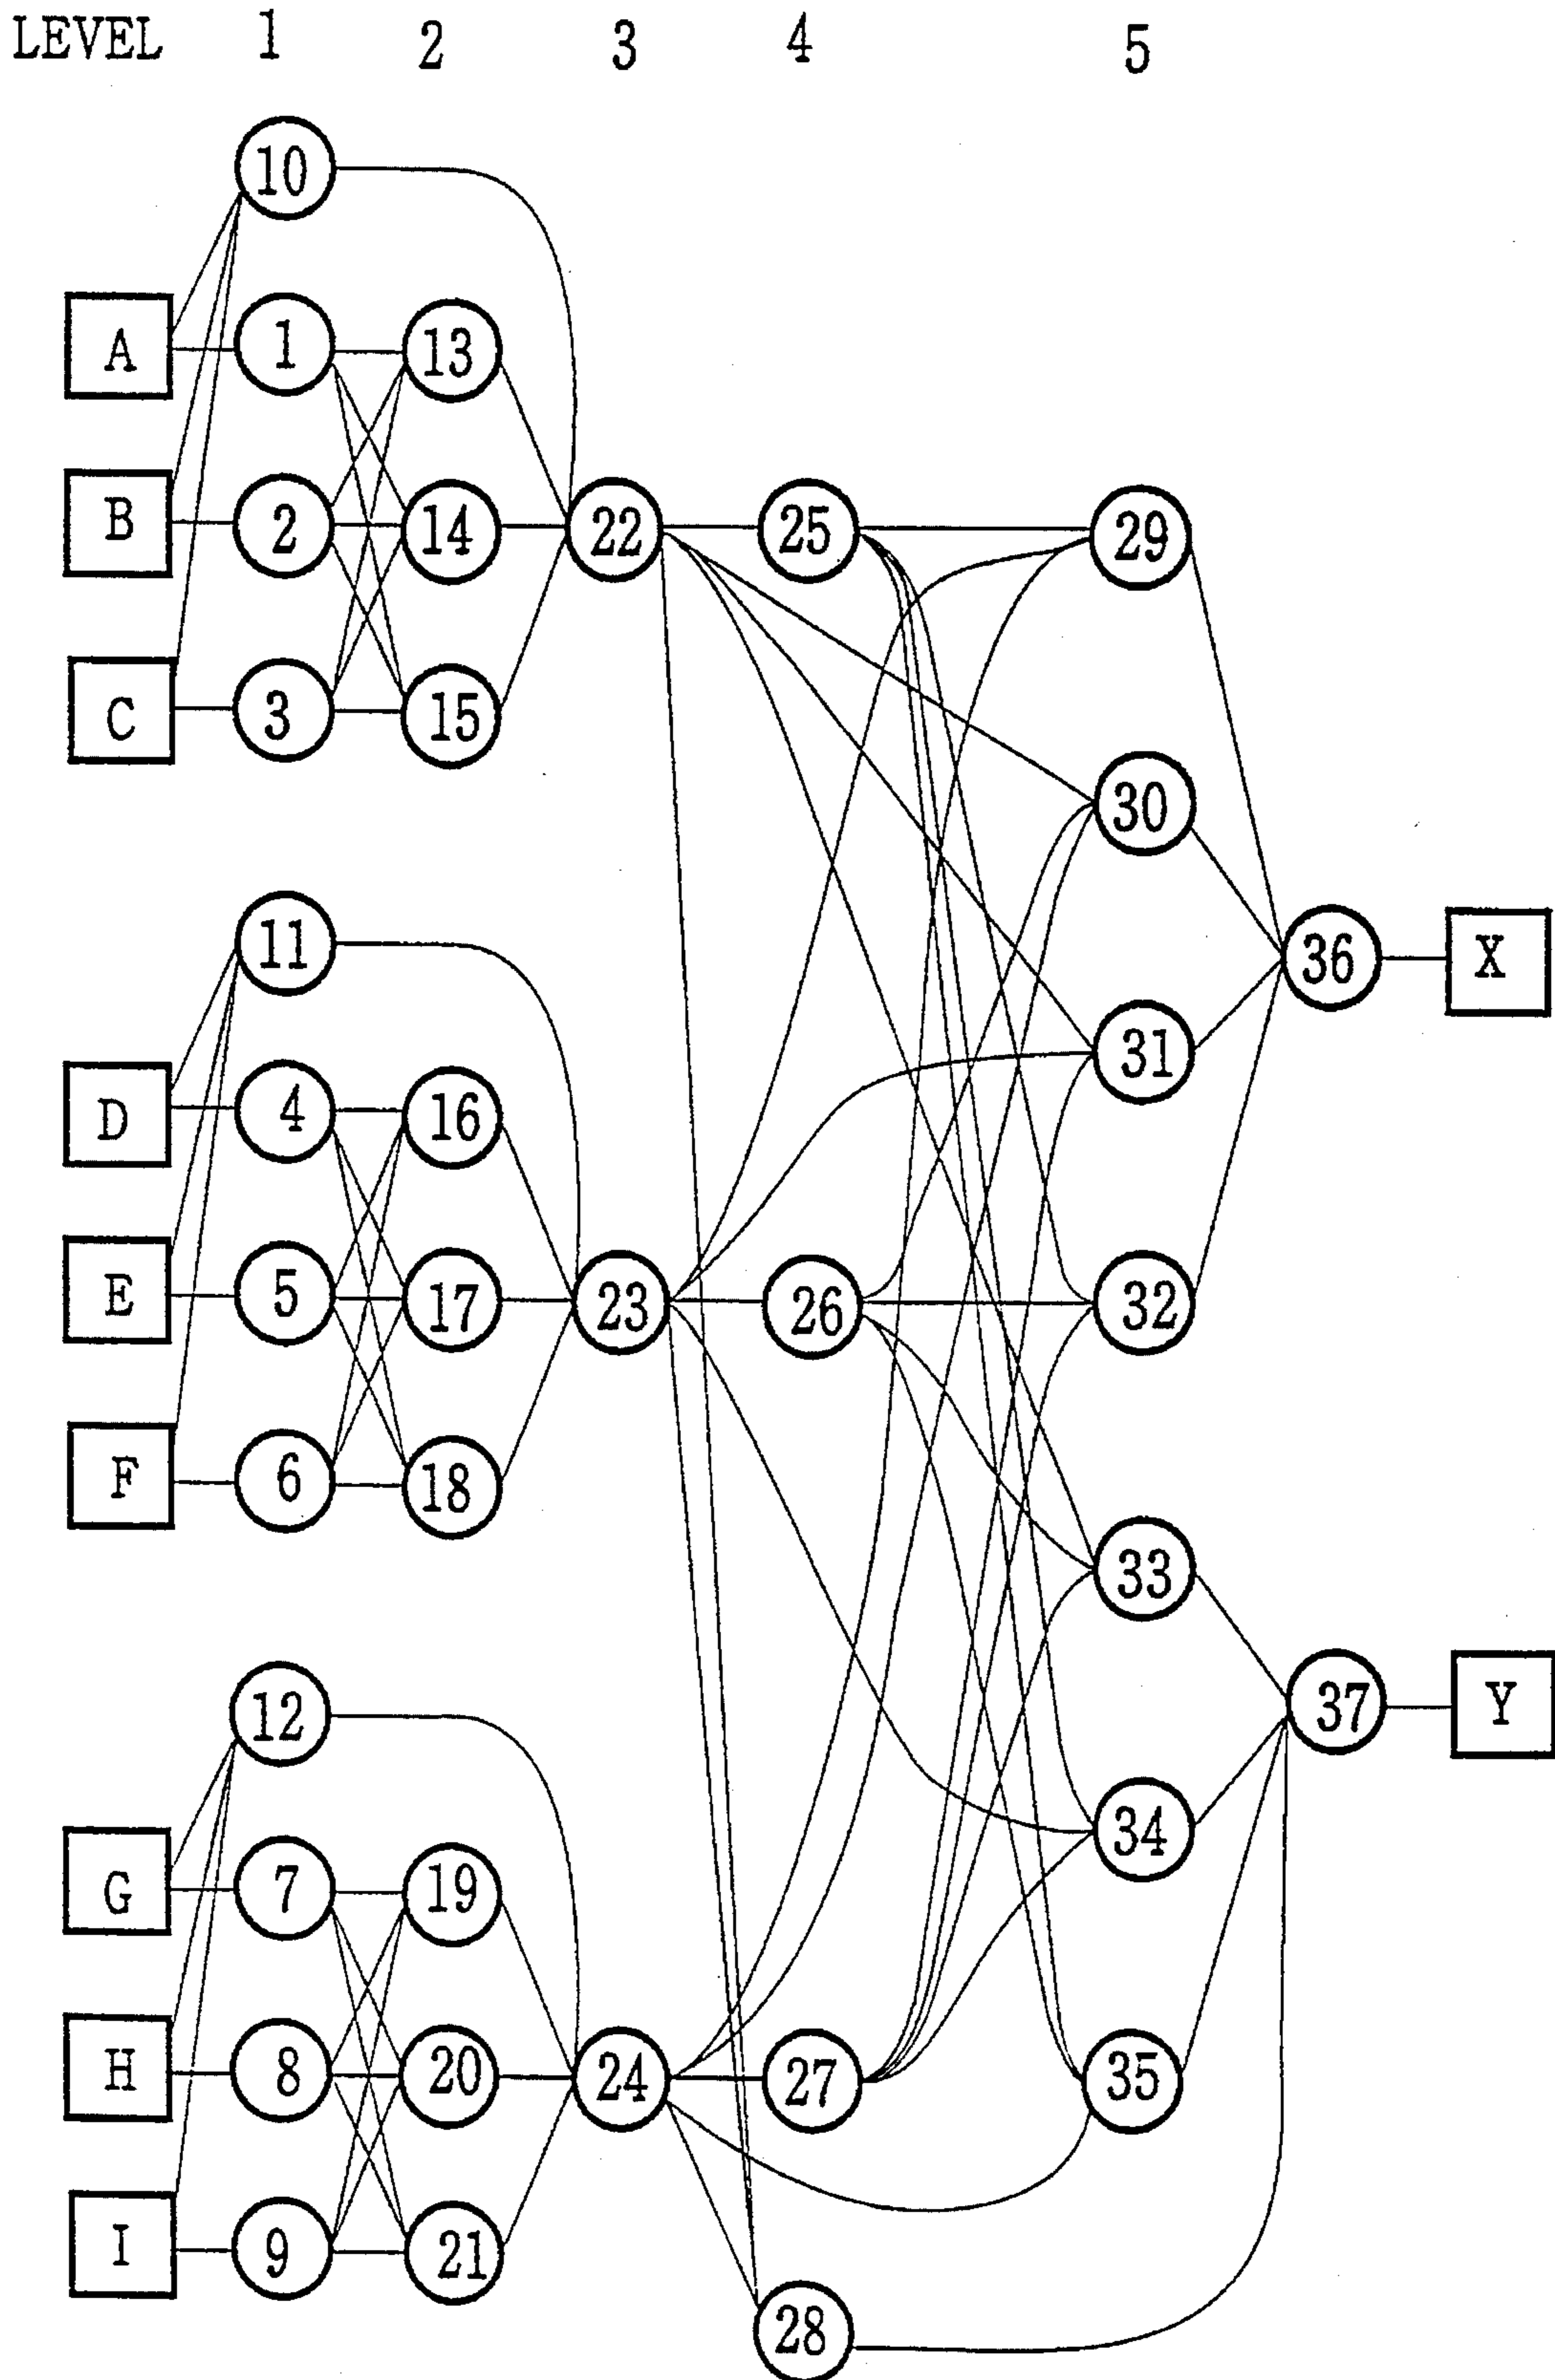 LEVEL 1 2 3 4 5
10
A 1 13
B 2 14 22 25 29
C 3 15
30
11 36 X
31
D 4 16
E 5 17 23 26 32
F 6 18
33
12 37 Y
34
G 7 19
H 8 20 24 27 35
I 9 21
28